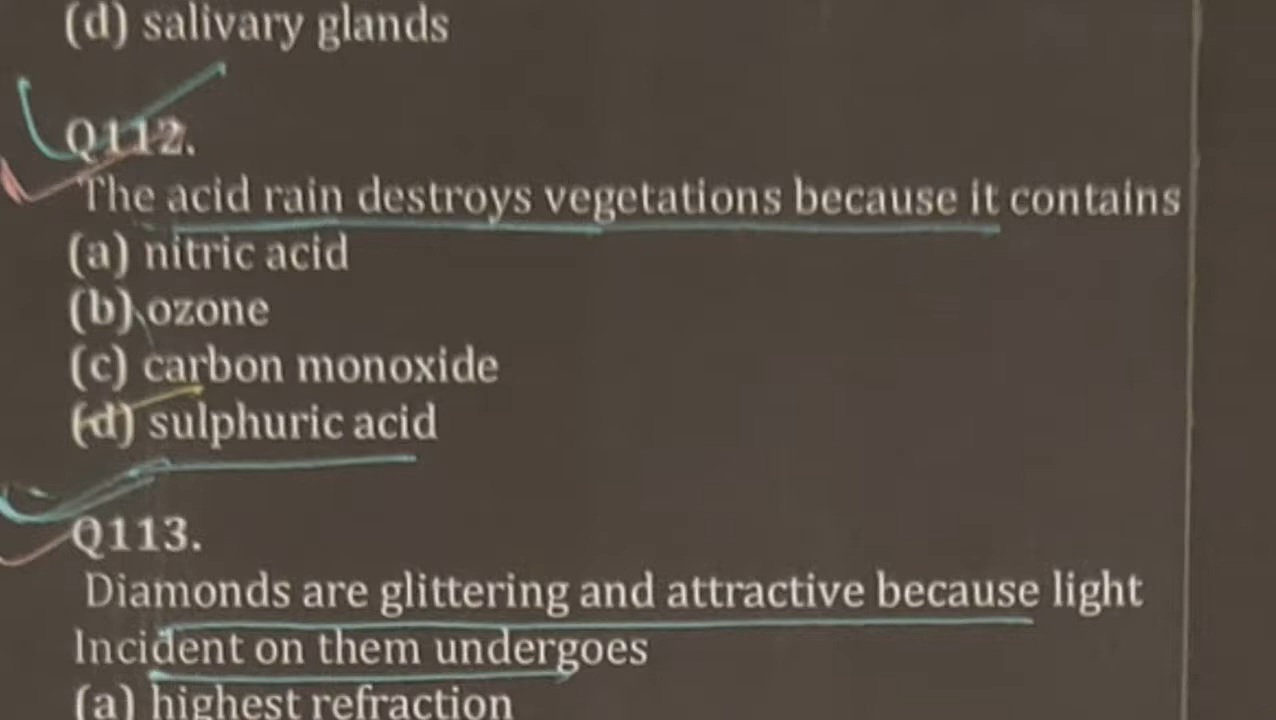 (d) salivary glands
Q112.
The acid rain destroys vegetations because it contains
(a) nitric acid
(b) ozone
(c) carbon monoxide
(d) sulphuric acid
Q113.
Diamonds are glittering and attractive because light
Incident on them undergoes
(a) highest refraction